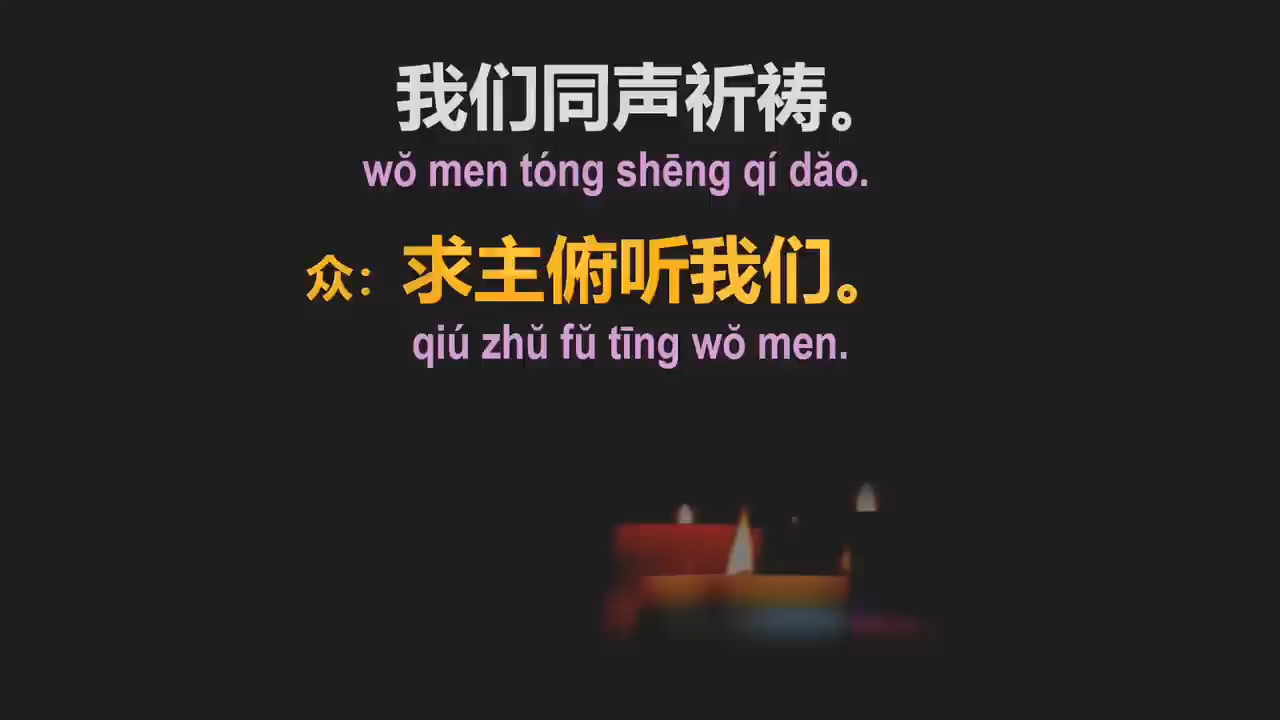 我们同声祈祷。
wǒ men tóng shēng qí dǎo.
众：求主俯听我们。
qiú zhǔ fǔ tīng wǒ men.